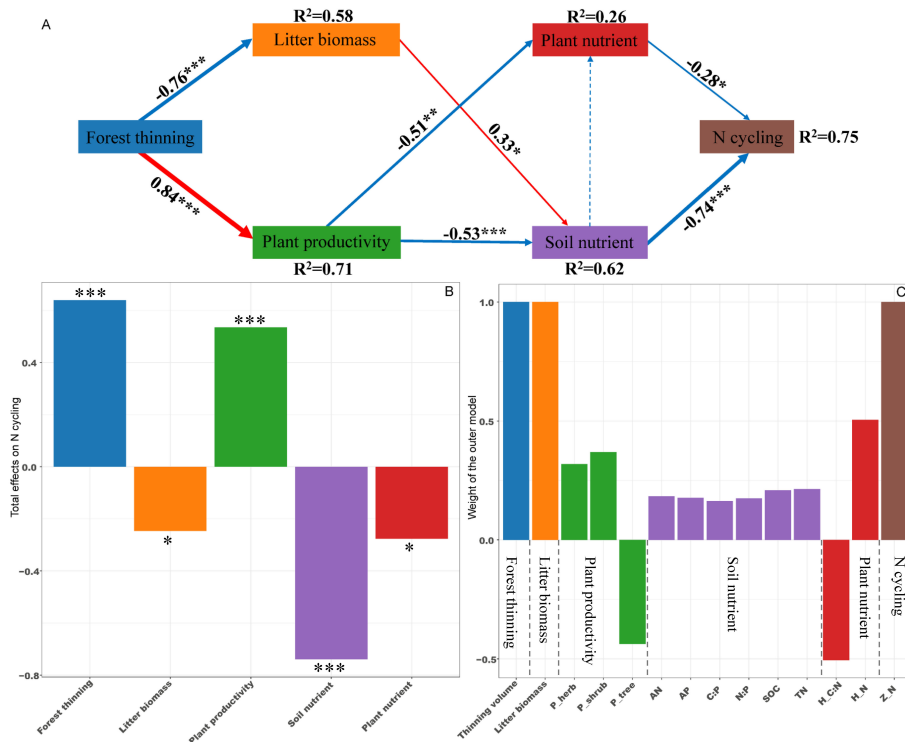 A
R²=0.58
Litter biomass
R²=0.26
Plant nutrient
-0.76***
-0.28*
Forest thinning
-0.51**
0.33*
N cycling
R²=0.75
0.84***
-0.74***
Plant productivity
-0.53***
Soil nutrient
R²=0.71
R²=0.62
B
Total effects on N cycling
0.4
0.0
−0.4
−0.8
***
*
***
***
*
Forest thinning
Litter biomass
Plant productivity
Soil nutrient
Plant nutrient
C
Weight of the outer model
1.0
0.5
0.0
−0.5
Forest thinning
Litter biomass
Plant productivity
Soil nutrient
Plant nutrient
N cycling
Thinning volume
Litter biomass
P_herb
P_shrub
P_tree
AN
AP
C:P
N:P
SOC
TN
H_C:N
H_N
Z_N